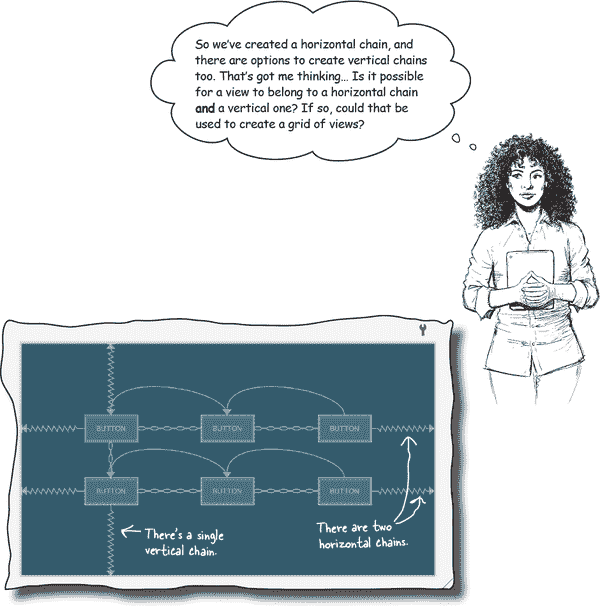 So we’ve created a horizontal chain, and
there are options to create vertical chains
too. That’s got me thinking... Is it possible
for a view to belong to a horizontal chain
and a vertical one? If so, could that be
used to create a grid of views?
BUTTON BUTTON BUTTON
BUTTON BUTTON BUTTON
There’s a single
vertical chain.
There are two
horizontal chains.